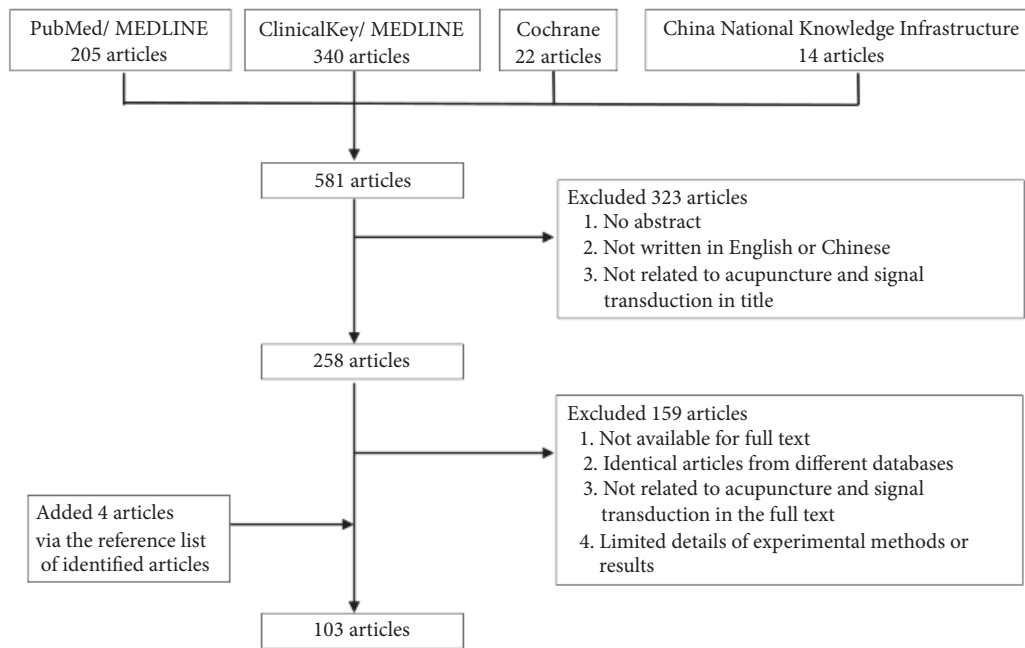 PubMed/ MEDLINE
205 articles
ClinicalKey/ MEDLINE
340 articles
Cochrane
22 articles
China National Knowledge Infrastructure
14 articles
581 articles
Excluded 323 articles
1. No abstract
2. Not written in English or Chinese
3. Not related to acupuncture and signal
transduction in title
258 articles
Excluded 159 articles
1. Not available for full text
2. Identical articles from different databases
3. Not related to acupuncture and signal
transduction in the full text
4. Limited details of experimental methods or
results
Added 4 articles
via the reference list
of identified articles
103 articles